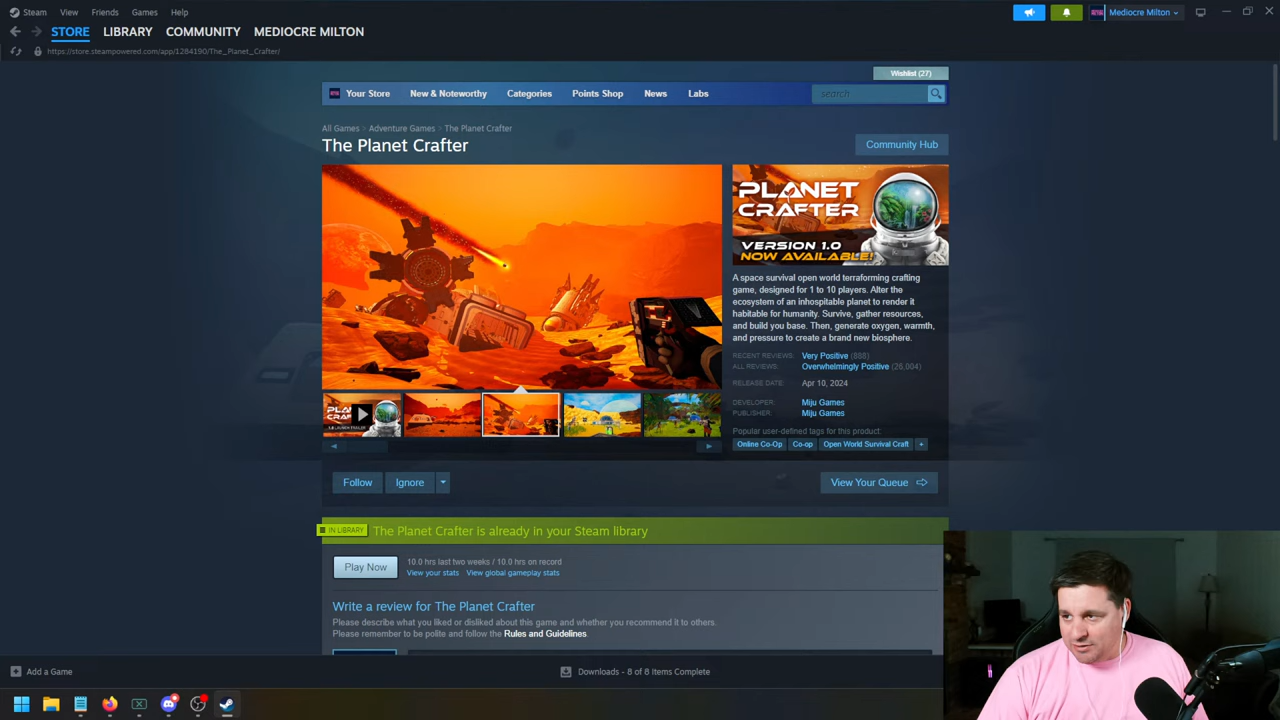 Steam View Friends Games Help
Mediocre Milton
STORE LIBRARY COMMUNITY MEDIOCRE MILTON
https://store.steampowered.com/app/1284190/The_Planet_Crafter/
Wishlist (27)
Your Store New & Noteworthy Categories Points Shop News Labs
search
All Games > Adventure Games > The Planet Crafter
The Planet Crafter
Community Hub
PLANET
CRAFTER
VERSION 1.0
NOW AVAILABLE!
A space survival open world terraforming crafting
game, designed for 1 to 10 players. Alter the
ecosystem of an inhospitable planet to render it
habitable for humanity. Survive, gather resources,
and build you base. Then, generate oxygen, warmth,
and pressure to create a brand new biosphere.
RECENT REVIEWS: Very Positive (888)
ALL REVIEWS: Overwhelmingly Positive (26,004)
RELEASE DATE: Apr 10, 2024
DEVELOPER: Miju Games
PUBLISHER: Miju Games
Popular user-defined tags for this product:
Online Co-Op Co-op Open World Survival Craft +
Follow Ignore
View Your Queue
IN LIBRARY The Planet Crafter is already in your Steam library
Play Now
10.0 hrs last two weeks / 10.0 hrs on record
View your stats View global gameplay stats
Write a review for The Planet Crafter
Please describe what you liked or disliked about this game and whether you recommend it to others.
Please remember to be polite and follow the Rules and Guidelines.
Add a Game
Downloads - 8 of 8 Items Complete